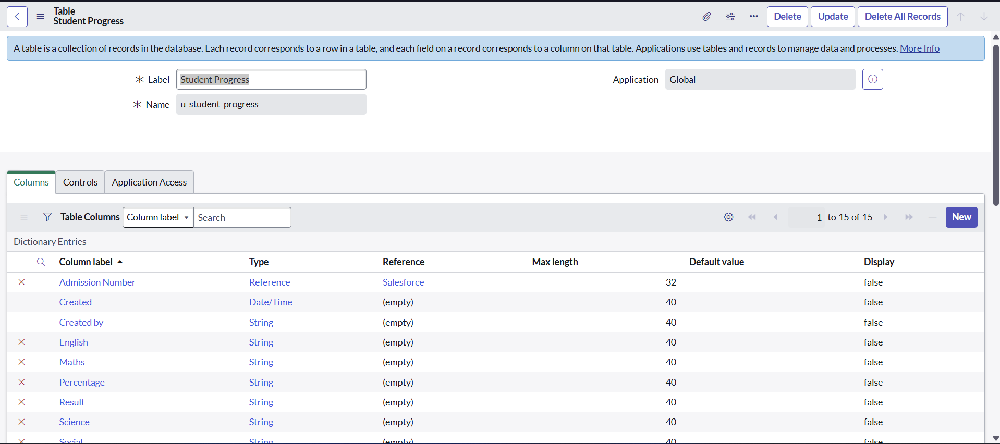 Table
Student Progress
Delete
Update
Delete All Records
A table is a collection of records in the database. Each record corresponds to a row in a table, and each field on a record corresponds to a column on that table. Applications use tables and records to manage data and processes. More Info
Label Student Progress Application Global
Name u_student_progress
Columns Controls Application Access
Table Columns Column label Search 1 to 15 of 15 New
Dictionary Entries
Column label Type Reference Max length Default value Display
Admission Number Reference Salesforce 32 false
Created Date/Time (empty) 40 false
Created by String (empty) 40 false
English String (empty) 40 false
Maths String (empty) 40 false
Percentage String (empty) 40 false
Result String (empty) 40 false
Science String (empty) 40 false
Social String (empty) 40 false